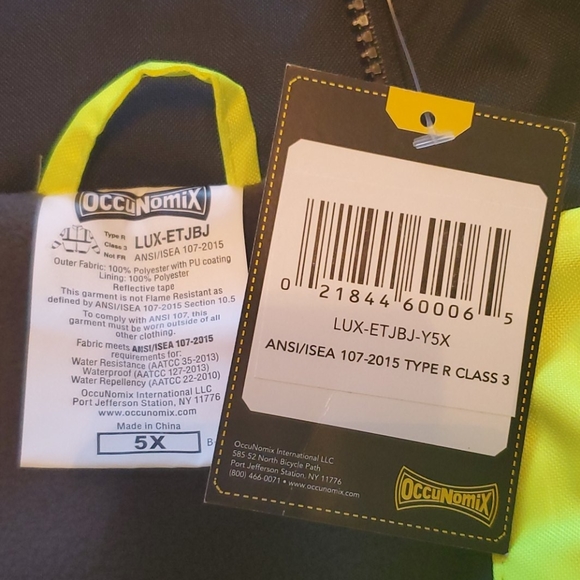 OCCUNOMIX
Type R
Class 3
Not FR
LUX-ETJBJ
ANSI/ISEA 107-2015
Outer Fabric: 100% Polyester with PU coating
Lining: 100% Polyester
Reflective tape
This garment is not Flame Resistant as
defined by ANSI/ISEA 107-2015 Section 10.5
To comply with ANSI 107, this
garment must be worn outside of all
other clothing.
Fabric meets ANSI/ISEA 107-2015
requirements for:
Water Resistance (AATCC 35-2013)
Waterproof (AATCC 127-2013)
Water Repellency (AATCC 22-2010)
OccuNomix International LLC
Port Jefferson Station, NY 11776
www.occunomix.com
Made in China
5X
B-
0 21844 60006 5
LUX-ETJBJ-Y5X
ANSI/ISEA 107-2015 TYPE R CLASS 3
OccuNomix International LLC
585 52 North Bicycle Path
Port Jefferson Station, NY 11776
(800) 466-0071 • www.occunomix.com
OCCUNOMIX